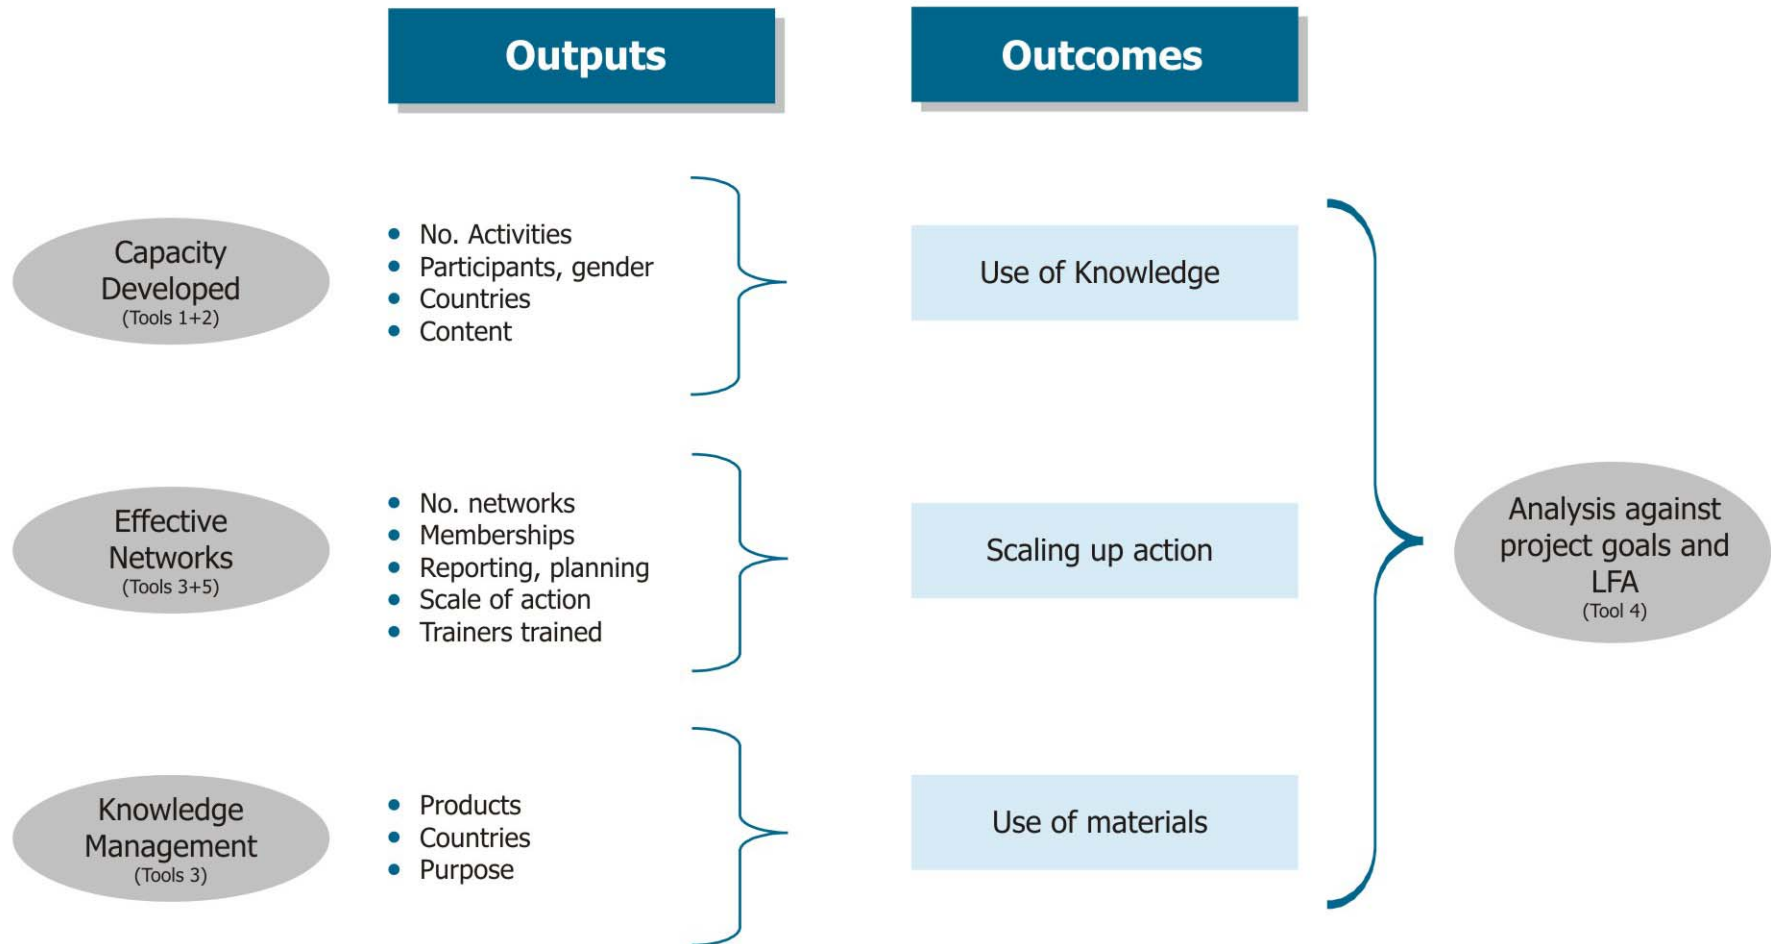 Outputs
Outcomes
Capacity
Developed
(Tools 1+2)
• No. Activities
• Participants, gender
• Countries
• Content
Use of Knowledge
Effective
Networks
(Tools 3+5)
• No. networks
• Memberships
• Reporting, planning
• Scale of action
• Trainers trained
Scaling up action
Analysis against
project goals and
LFA
(Tool 4)
Knowledge
Management
(Tools 3)
• Products
• Countries
• Purpose
Use of materials